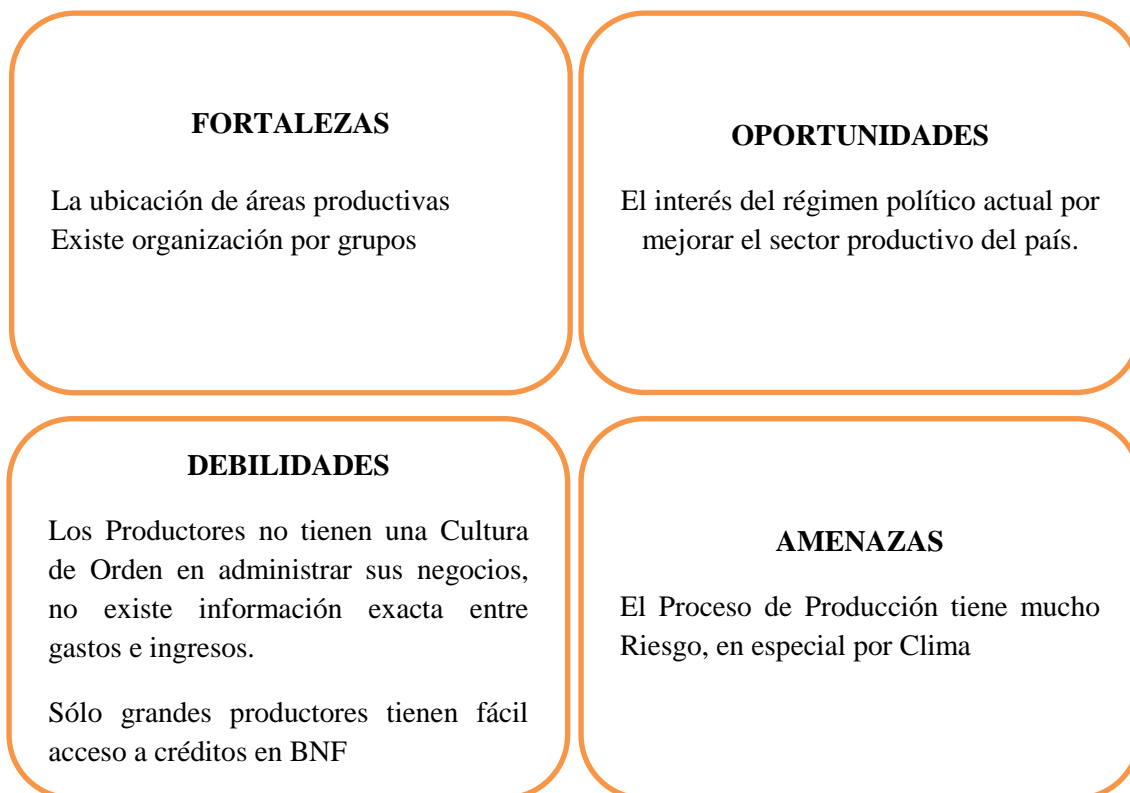 FORTALEZAS
La ubicación de áreas productivas
Existe organización por grupos
OPORTUNIDADES
El interés del régimen político actual por
mejorar el sector productivo del país.
DEBILIDADES
Los Productores no tienen una Cultura
de Orden en administrar sus negocios,
no existe información exacta entre
gastos e ingresos.
Sólo grandes productores tienen fácil
acceso a créditos en BNF
AMENAZAS
El Proceso de Producción tiene mucho
Riesgo, en especial por Clima